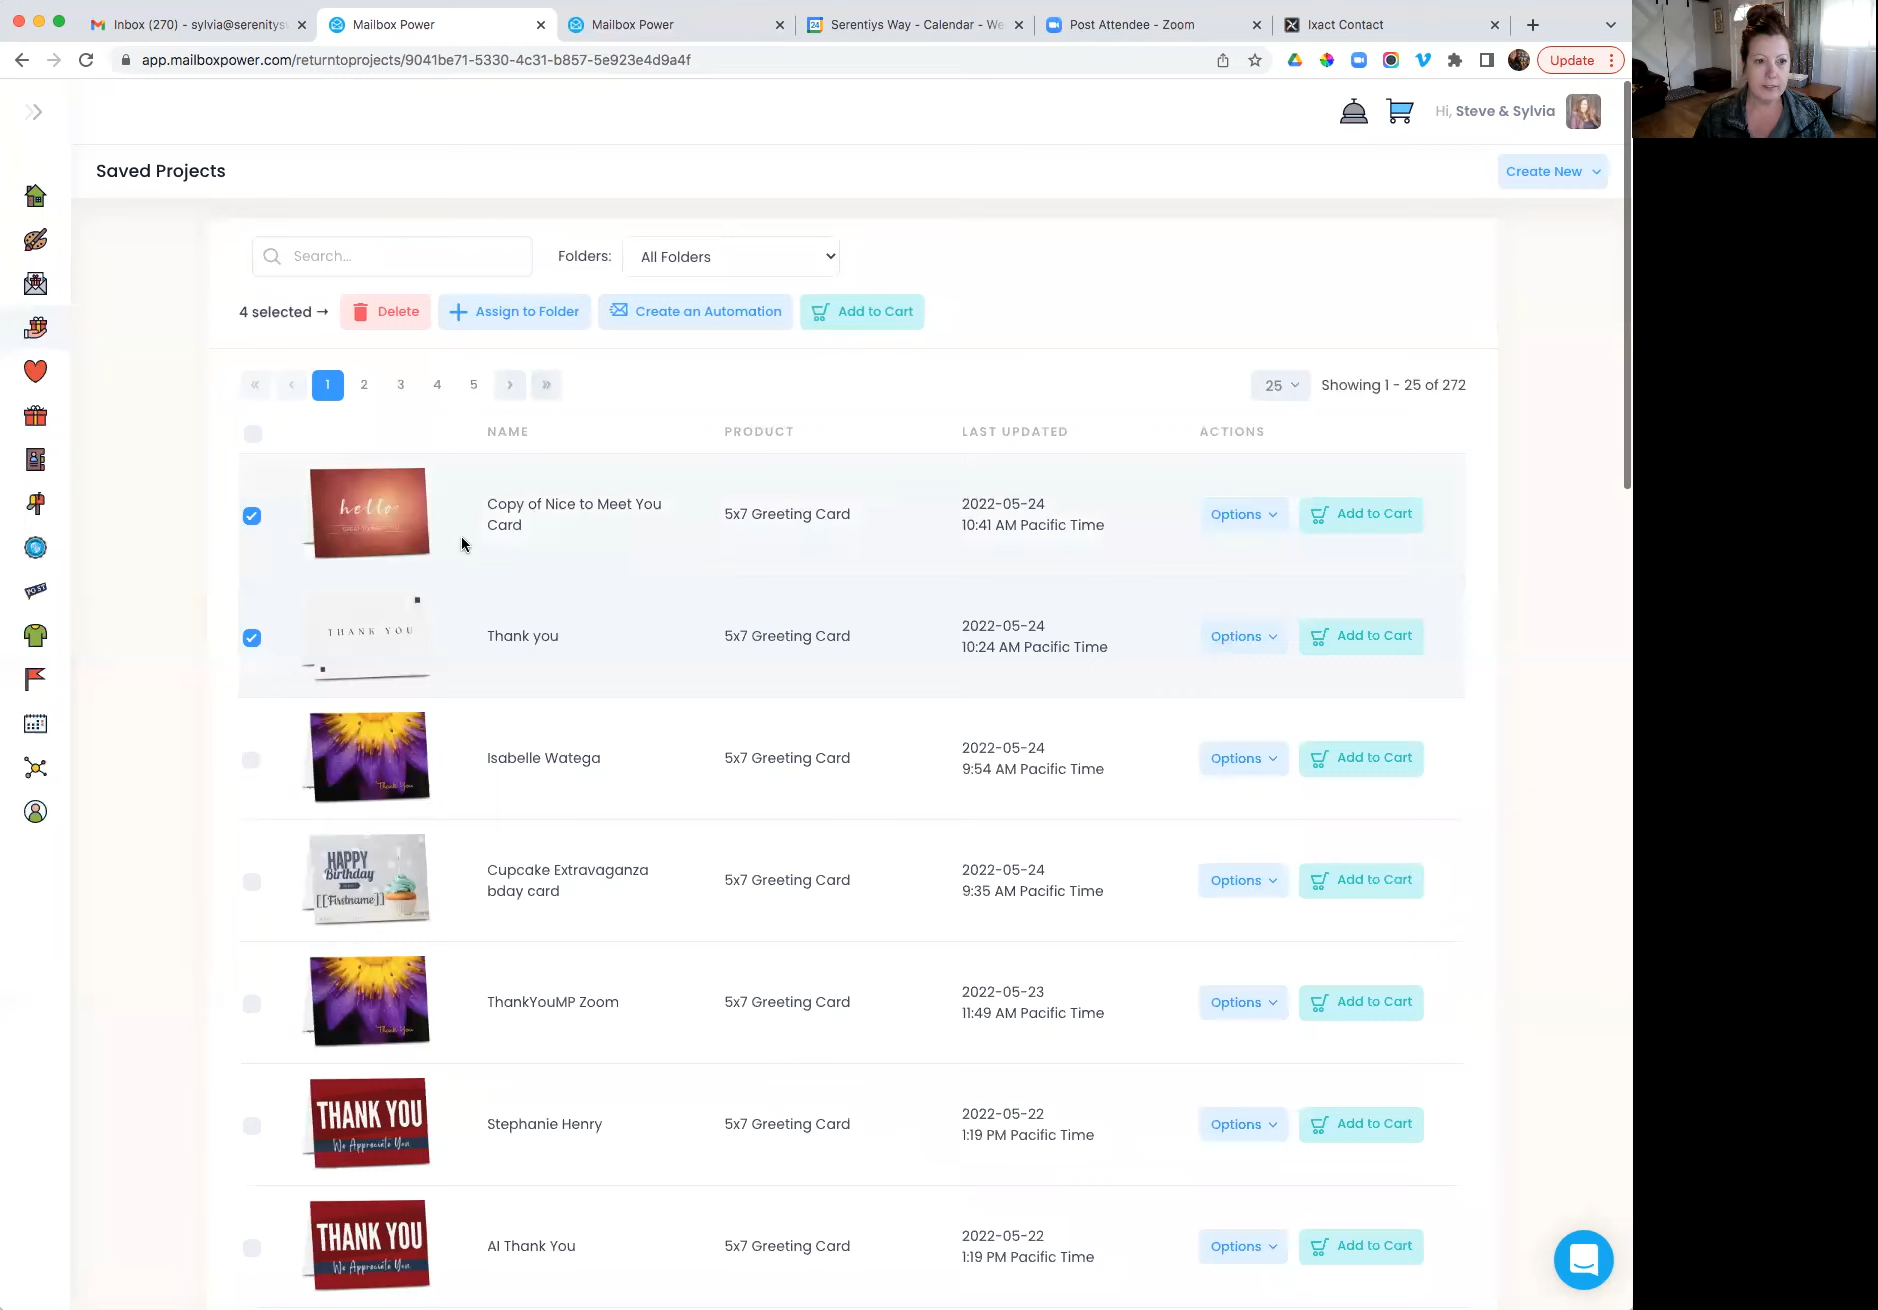 Inbox (270) - sylvia@serenitys
Mailbox Power
Mailbox Power
Serentiys Way - Calendar - We
Post Attendee - Zoom
Ixact Contact
app.mailboxpower.com/returntoprojects/9041be71-5330-4c31-b857-5e923e4d9a4f
Update
Hi, Steve & Sylvia
Saved Projects
Create New
Search...
Folders:
All Folders
4 selected →
Delete
Assign to Folder
Create an Automation
Add to Cart
« ‹ 1 2 3 4 5 › »
25
Showing 1 - 25 of 272
NAME PRODUCT LAST UPDATED ACTIONS
hello
Copy of Nice to Meet You
Card
5x7 Greeting Card
2022-05-24
10:41 AM Pacific Time
Options
Add to Cart
THANK YOU
Thank you
5x7 Greeting Card
2022-05-24
10:24 AM Pacific Time
Options
Add to Cart
Thank You
Isabelle Watega
5x7 Greeting Card
2022-05-24
9:54 AM Pacific Time
Options
Add to Cart
HAPPY
Birthday
[[Firstname]]
Cupcake Extravaganza
bday card
5x7 Greeting Card
2022-05-24
9:35 AM Pacific Time
Options
Add to Cart
Thank You
ThankYouMP Zoom
5x7 Greeting Card
2022-05-23
11:49 AM Pacific Time
Options
Add to Cart
THANK YOU
We Appreciate You
Stephanie Henry
5x7 Greeting Card
2022-05-22
1:19 PM Pacific Time
Options
Add to Cart
THANK YOU
We Appreciate You
AI Thank You
5x7 Greeting Card
2022-05-22
1:19 PM Pacific Time
Options
Add to Cart
POST
24